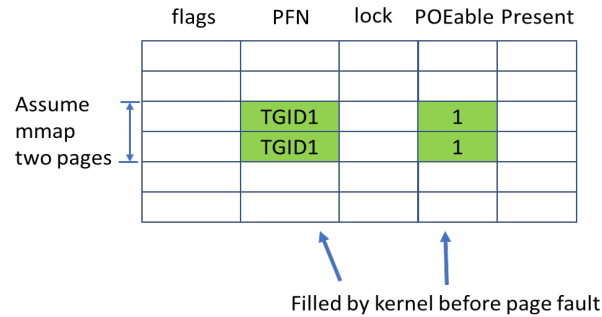 flags PFN lock POEable Present
Assume
mmap
two pages
TGID1 1
TGID1 1
Filled by kernel before page fault